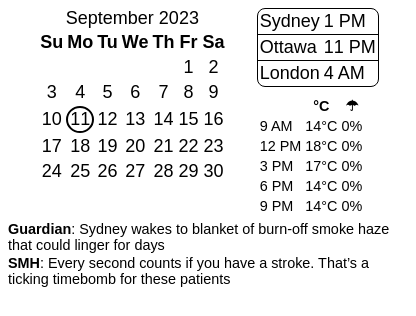 September 2023
Su Mo Tu We Th Fr Sa
1 2
3 4 5 6 7 8 9
10 11 12 13 14 15 16
17 18 19 20 21 22 23
24 25 26 27 28 29 30
Sydney 1 PM
Ottawa 11 PM
London 4 AM
°C ☂
9 AM 14°C 0%
12 PM 18°C 0%
3 PM 17°C 0%
6 PM 14°C 0%
9 PM 14°C 0%
Guardian: Sydney wakes to blanket of burn-off smoke haze
that could linger for days
SMH: Every second counts if you have a stroke. That’s a
ticking timebomb for these patients